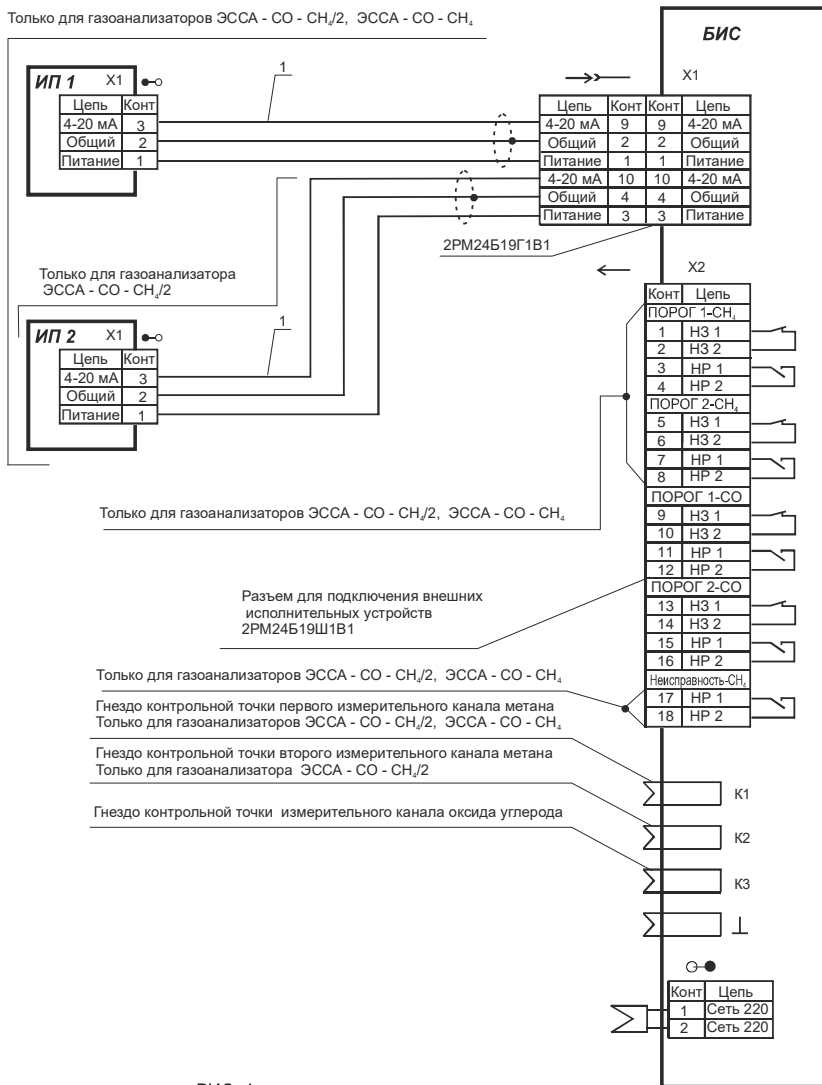 Только для газоанализаторов ЭССА - СО - СН₄/2, ЭССА - СО - СН₄
БИС
ИП 1 X1
Цепь Конт
4-20 мА 3
Общий 2
Питание 1
1
X1
Цепь Конт Конт Цепь
4-20 мА 9 9 4-20 мА
Общий 2 2 Общий
Питание 1 1 Питание
4-20 мА 10 10 4-20 мА
Общий 4 4 Общий
Питание 3 3 Питание
2РМ24Б19Г1В1
Только для газоанализатора
ЭССА - СО - СН₄/2
ИП 2 X1
Цепь Конт
4-20 мА 3
Общий 2
Питание 1
1
X2
Конт Цепь
ПОРОГ 1-СН₄
1 НЗ 1
2 НЗ 2
3 НР 1
4 НР 2
ПОРОГ 2-СН₄
5 НЗ 1
6 НЗ 2
7 НР 1
8 НР 2
ПОРОГ 1-СО
9 НЗ 1
10 НЗ 2
11 НР 1
12 НР 2
ПОРОГ 2-СО
13 НЗ 1
14 НЗ 2
15 НР 1
16 НР 2
Неисправность-СН₄
17 НР 1
18 НР 2
Только для газоанализаторов ЭССА - СО - СН₄/2, ЭССА - СО - СН₄
Разъем для подключения внешних
исполнительных устройств
2РМ24Б19Ш1В1
Только для газоанализаторов ЭССА - СО - СН₄/2, ЭССА - СО - СН₄
Гнездо контрольной точки первого измерительного канала метана
Только для газоанализаторов ЭССА - СО - СН₄/2, ЭССА - СО - СН₄
Гнездо контрольной точки второго измерительного канала метана
Только для газоанализатора ЭССА - СО - СН₄/2
Гнездо контрольной точки измерительного канала оксида углерода
К1
К2
К3
Конт Цепь
1 Сеть 220
2 Сеть 220